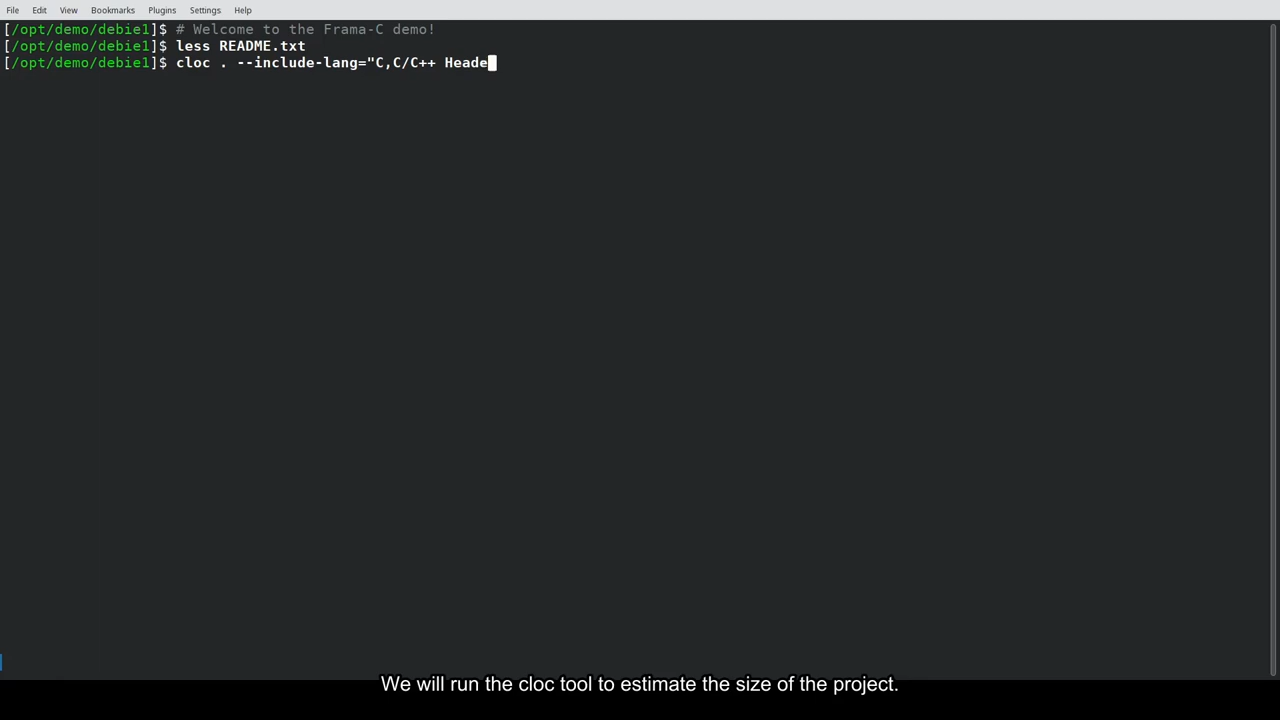 File Edit View Bookmarks Plugins Settings Help
[/opt/demo/debie1]$ # Welcome to the Frama-C demo!
[/opt/demo/debie1]$ less README.txt
[/opt/demo/debie1]$ cloc . --include-lang="C,C/C++ Heade
We will run the cloc tool to estimate the size of the project.